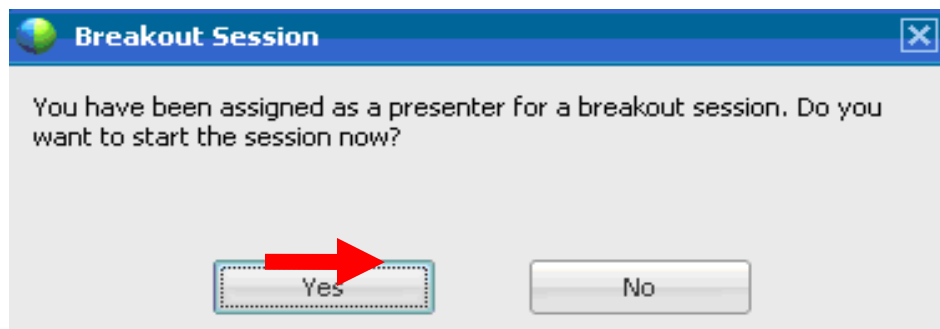 Breakout Session
You have been assigned as a presenter for a breakout session. Do you
want to start the session now?
Yes
No